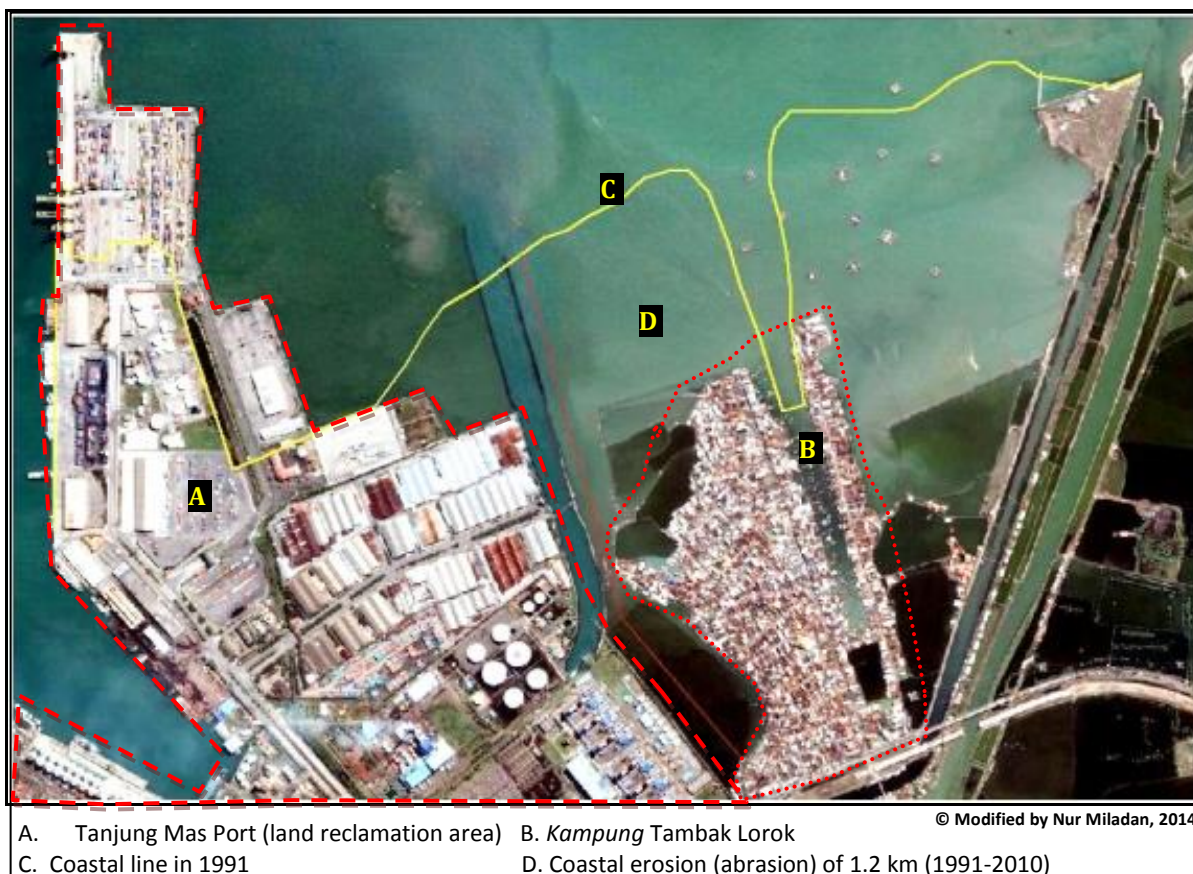 C
D
B
A
© Modified by Nur Miladan, 2014
A. Tanjung Mas Port (land reclamation area) B. Kampung Tambak Lorok
C. Coastal line in 1991 D. Coastal erosion (abrasion) of 1.2 km (1991-2010)